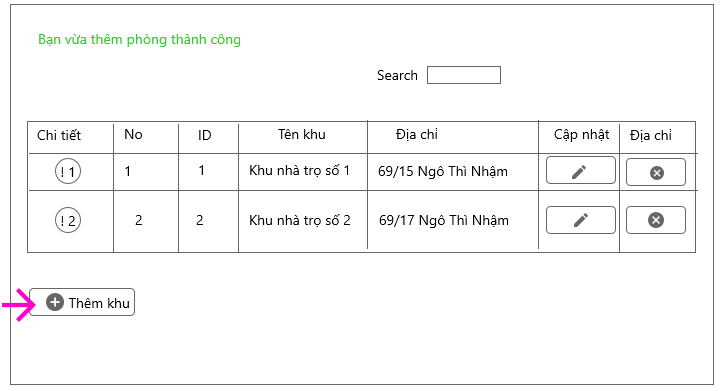 Bạn vừa thêm phòng thành công
Search
Chi tiết No ID Tên khu Địa chỉ Cập nhật Địa chỉ
! 1 1 1 Khu nhà trọ số 1 69/15 Ngô Thì Nhậm
! 2 2 2 Khu nhà trọ số 2 69/17 Ngô Thì Nhậm
Thêm khu